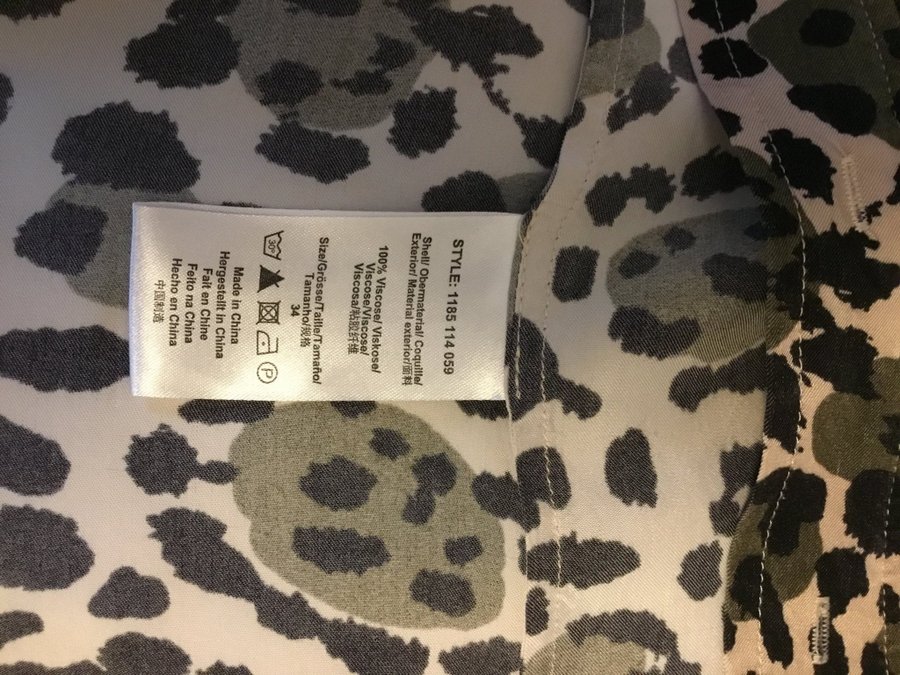 STYLE: 1185 114 059
Shell/ Obermaterial/ Coquille/
Exterior/ Material exterior/面料
100% Viscose/ Viskose/
Viscose/Viscose/
Viscosa/粘胶纤维
Size/Grösse/Taille/Tamaño/
Tamanho/规格
34
30°
P
Made in China
Hergestellt in China
Fait en Chine
Feito na China
Hecho en China
中国制造